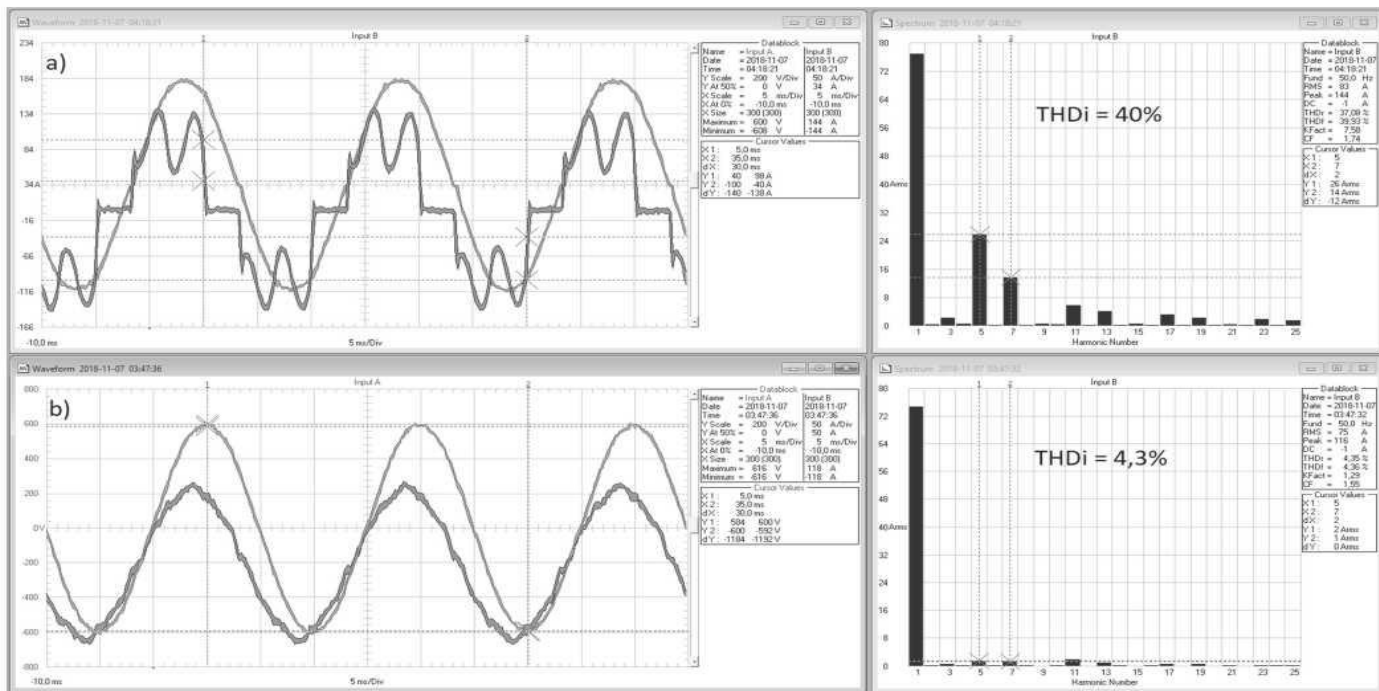 Waveform 2018-11-07 04:18:21
Input B
a)
234
184
134
84
34 A
-16
-66
-116
-166
-10,0 ms
5 ms/Div
1
2
Datablock
Name = Input A Input B
Date = 2018-11-07 2018-11-07
Time = 04:18:21 04:18:21
Y Scale = 200 V/Div 50 A/Div
Y At 50% = 0 V 34 A
X Scale = 5 ms/Div 5 ms/Div
X At 0% = -10,0 ms -10,0 ms
X Size = 300 (300) 300 (300)
Maximum = 600 V 144 A
Minimum = -608 V -144 A
Cursor Values
X1: 5,0 ms
X2: 35,0 ms
dX: 30,0 ms
Y1: 40 98 A
Y2: -100 -40 A
dY: -140 -138 A
Spectrum 2018-11-07 04:18:21
Input B
THDi = 40%
80
72
64
56
48
40 Arms
32
24
16
8
0
1 3 5 7 9 11 13 15 17 19 21 23 25
Harmonic Number
1
2
Datablock
Name = Input B
Date = 2018-11-07
Time = 04:18:21
Fund = 50,0 Hz
RMS = 83 A
Peak = 144 A
DC = -1 A
THDr = 37,08 %
THDf = 39,93 %
KFact = 7,58
CF = 1,74
Cursor Values
X1: 5
X2: 7
dX: 2
Y1: 26 Arms
Y2: 14 Arms
dY: -12 Arms
Waveform 2018-11-07 03:47:36
Input A
b)
800
600
400
200
0V
-200
-400
-600
-800
-10,0 ms
5 ms/Div
1
2
Datablock
Name = Input A Input B
Date = 2018-11-07 2018-11-07
Time = 03:47:36 03:47:36
Y Scale = 200 V/Div 50 A/Div
Y At 50% = 0 V 50 A
X Scale = 5 ms/Div 5 ms/Div
X At 0% = -10,0 ms -10,0 ms
X Size = 300 (300) 300 (300)
Maximum = 616 V 118 A
Minimum = -616 V -118 A
Cursor Values
X1: 5,0 ms
X2: 35,0 ms
dX: 30,0 ms
Y1: 584 600 V
Y2: -600 -592 V
dY: -1184 -1192 V
Spectrum 2018-11-07 03:47:32
Input B
THDi = 4,3%
80
72
64
56
48
40 Arms
32
24
16
8
0
1 3 5 7 9 11 13 15 17 19 21 23 25
Harmonic Number
1
2
Datablock
Name = Input B
Date = 2018-11-07
Time = 03:47:32
Fund = 50,0 Hz
RMS = 75 A
Peak = 116 A
DC = -1 A
THDr = 4,35 %
THDf = 4,36 %
KFact = 1,29
CF = 1,55
Cursor Values
X1: 5
X2: 7
dX: 2
Y1: 2 Arms
Y2: 1 Arms
dY: 0 Arms